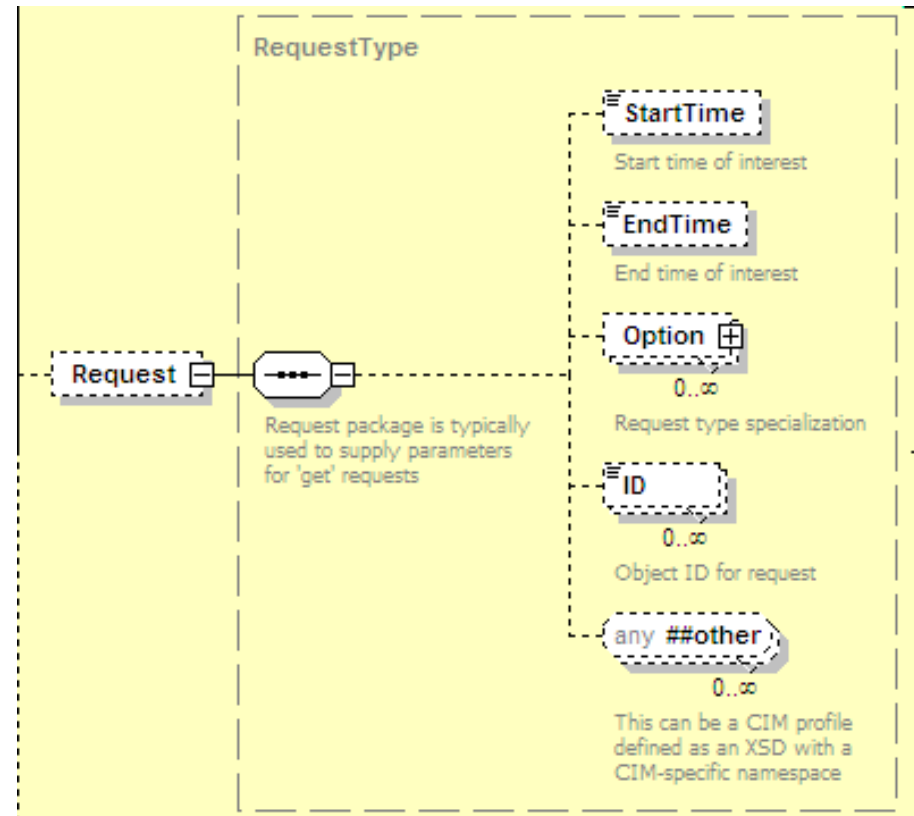 RequestType
StartTime
Start time of interest
EndTime
End time of interest
Request
Request package is typically
used to supply parameters
for 'get' requests
Option
0..∞
Request type specialization
ID
0..∞
Object ID for request
any ##other
0..∞
This can be a CIM profile
defined as an XSD with a
CIM-specific namespace